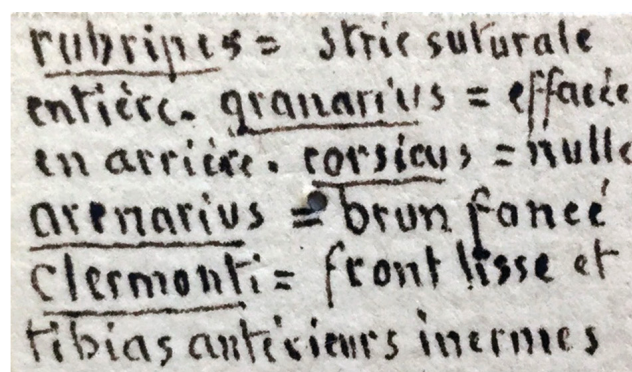 rubripes = strie suturale
entière. granarius = effacée
en arrière. corsicus = nulle
arenarius = brun foncé
clermonti = front lisse et
tibias antérieurs inermes